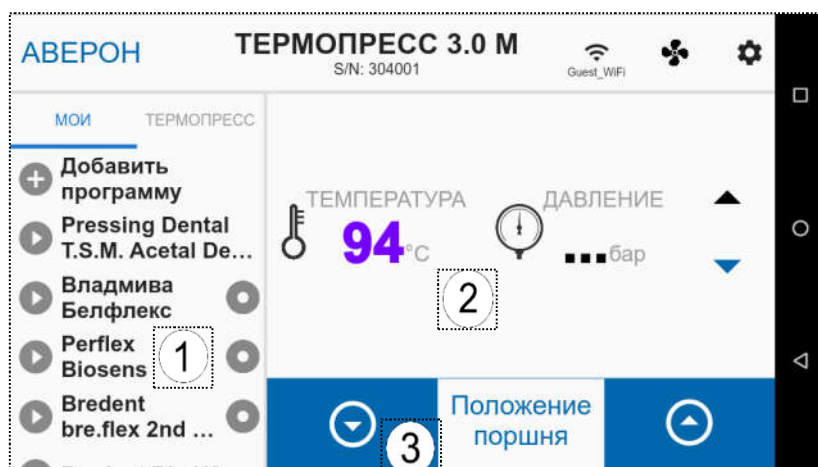 АВЕРОН
ТЕРМОПРЕСС 3.0 М
S/N: 304001
Guest_WiFi
МОИ
ТЕРМОПРЕСС
Добавить
программу
Pressing Dental
T.S.M. Acetal De...
Владмива
Белфлекс
Perflex
Biosens
1
Bredent
bre.flex 2nd ...
ТЕМПЕРАТУРА
94°C
ДАВЛЕНИЕ
...бар
2
3
Положение
поршня